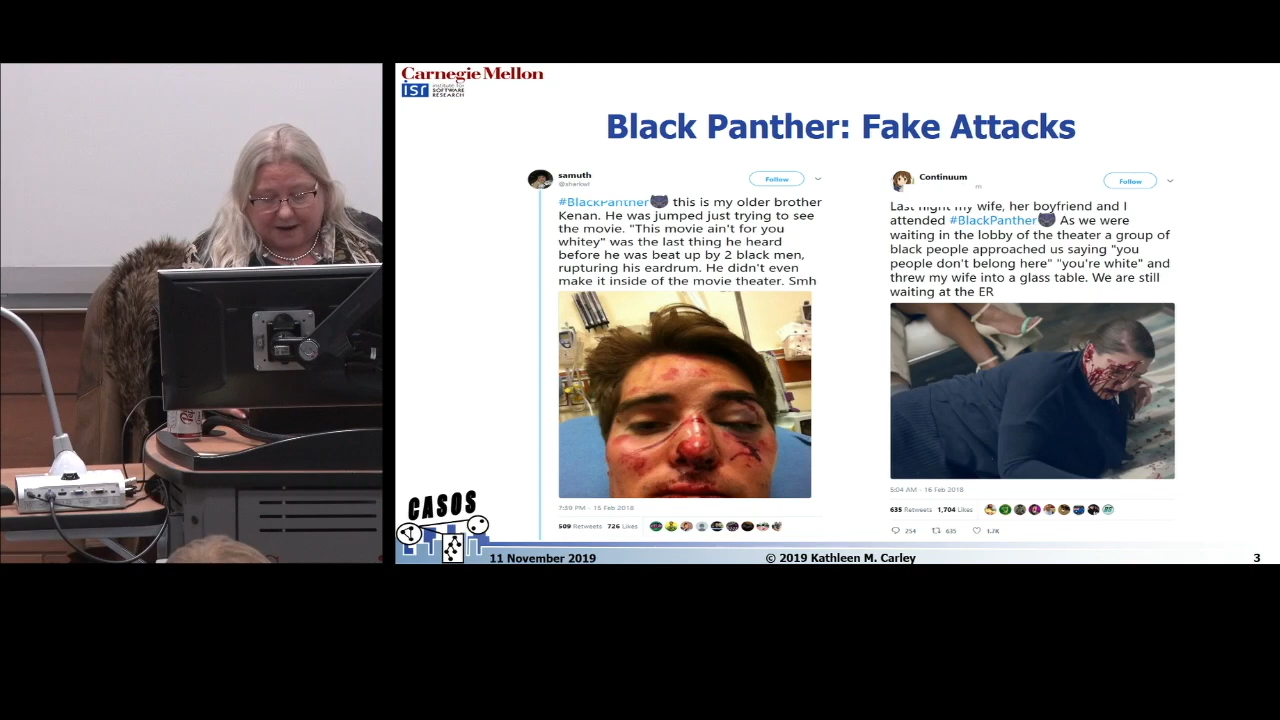 Carnegie Mellon
isr institute for
SOFTWARE
RESEARCH
Black Panther: Fake Attacks
samuth
@sharkwf
Follow
#BlackPanther this is my older brother
Kenan. He was jumped just trying to see
the movie. "This movie ain't for you
whitey" was the last thing he heard
before he was beat up by 2 black men,
rupturing his eardrum. He didn't even
make it inside of the movie theater. Smh
7:39 PM - 15 Feb 2018
509 Retweets 726 Likes
Continuum
Follow
Last night my wife, her boyfriend and I
attended #BlackPanther As we were
waiting in the lobby of the theater a group of
black people approached us saying "you
people don't belong here" "you're white" and
threw my wife into a glass table. We are still
waiting at the ER
5:04 AM - 16 Feb 2018
635 Retweets 1,704 Likes
254 635 1.7K
CASOS
11 November 2019
© 2019 Kathleen M. Carley
3